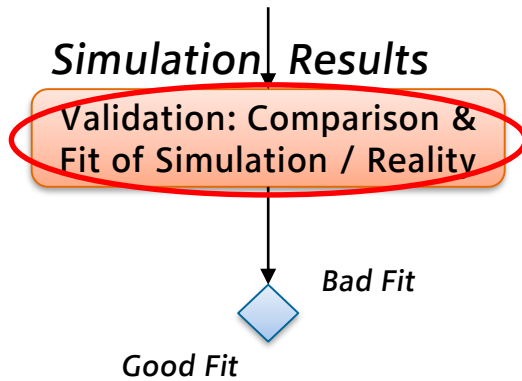 Simulation Results
Validation: Comparison &
Fit of Simulation / Reality
Bad Fit
Good Fit